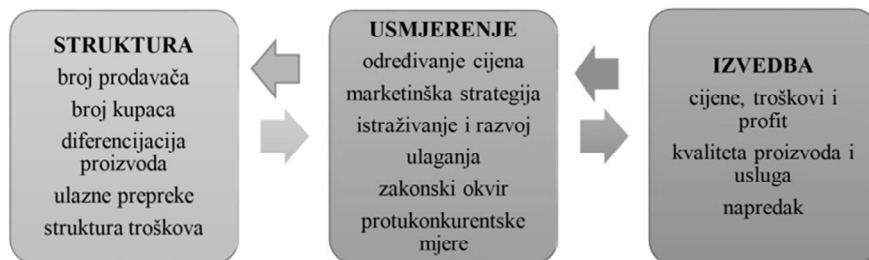 STRUKTURA
broj prodavača
broj kupaca
diferencijacija
proizvoda
ulazne prepreke
struktura troškova
USMJERENJE
određivanje cijena
marketinška strategija
istraživanje i razvoj
ulaganja
zakonski okvir
protukonkurentske
mjere
IZVEDBA
cijene, troškovi i
profit
kvaliteta proizvoda i
usluga
napredak